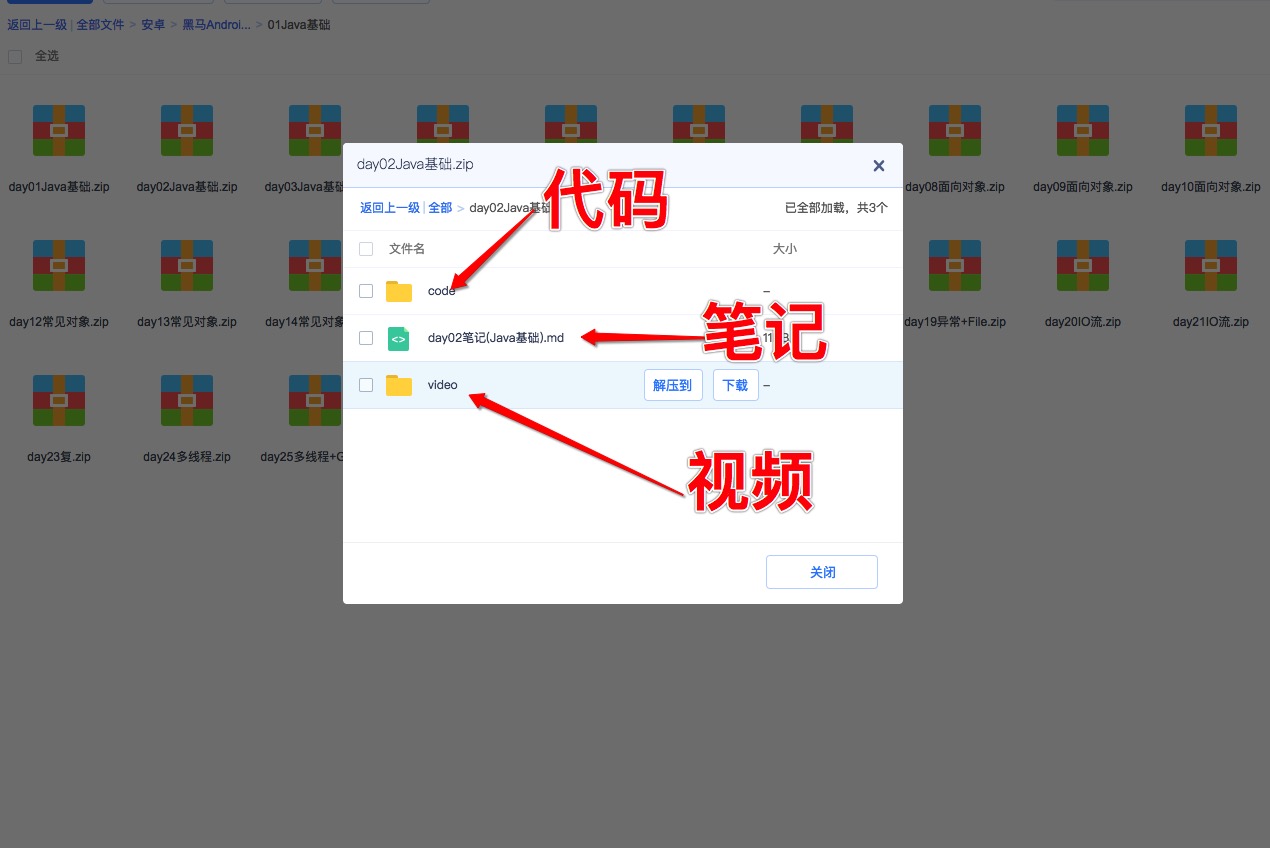 返回上一级 | 全部文件 > 安卓 > 黑马Androi... > 01Java基础
全选
day01Java基础.zip day02Java基础.zip day03Java基础 day08面向对象.zip day09面向对象.zip day10面向对象.zip
day12常见对象.zip day13常见对象.zip day14常见对象 day19异常+File.zip day20IO流.zip day21IO流.zip
day23复.zip day24多线程.zip day25多线程+G
day02Java基础.zip
代码
返回上一级 | 全部 > day02Java基础 已全部加载，共3个
文件名 大小
code –
day02笔记(Java基础).md
笔记
video 解压到 下载 –
视频
关闭